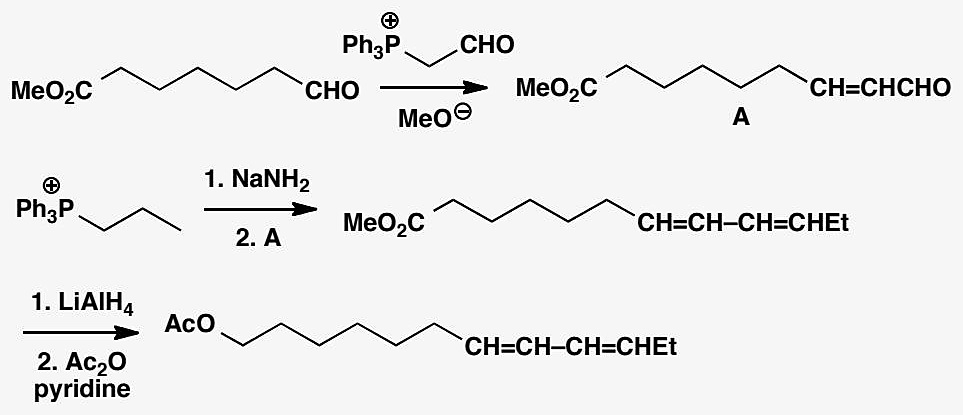 ⊕
Ph₃P CHO
MeO₂C CHO
MeO⊖
MeO₂C CH=CHCHO
A
⊕
Ph₃P
1. NaNH₂
2. A
MeO₂C CH=CH–CH=CHEt
1. LiAlH₄
2. Ac₂O
pyridine
AcO CH=CH–CH=CHEt